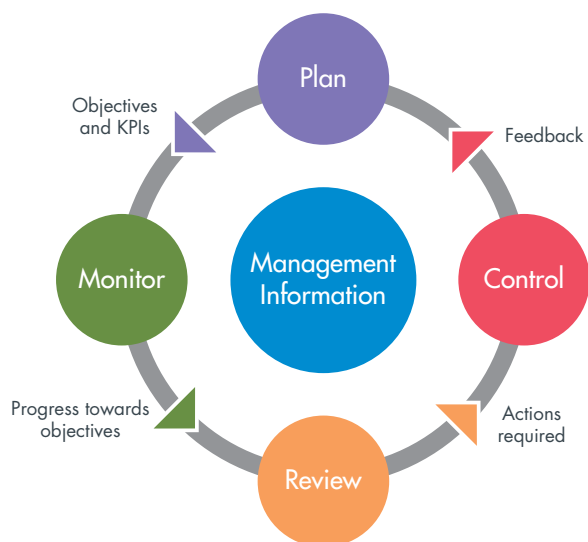 Plan
Objectives
and KPIs
Feedback
Monitor
Management
Information
Control
Progress towards
objectives
Actions
required
Review